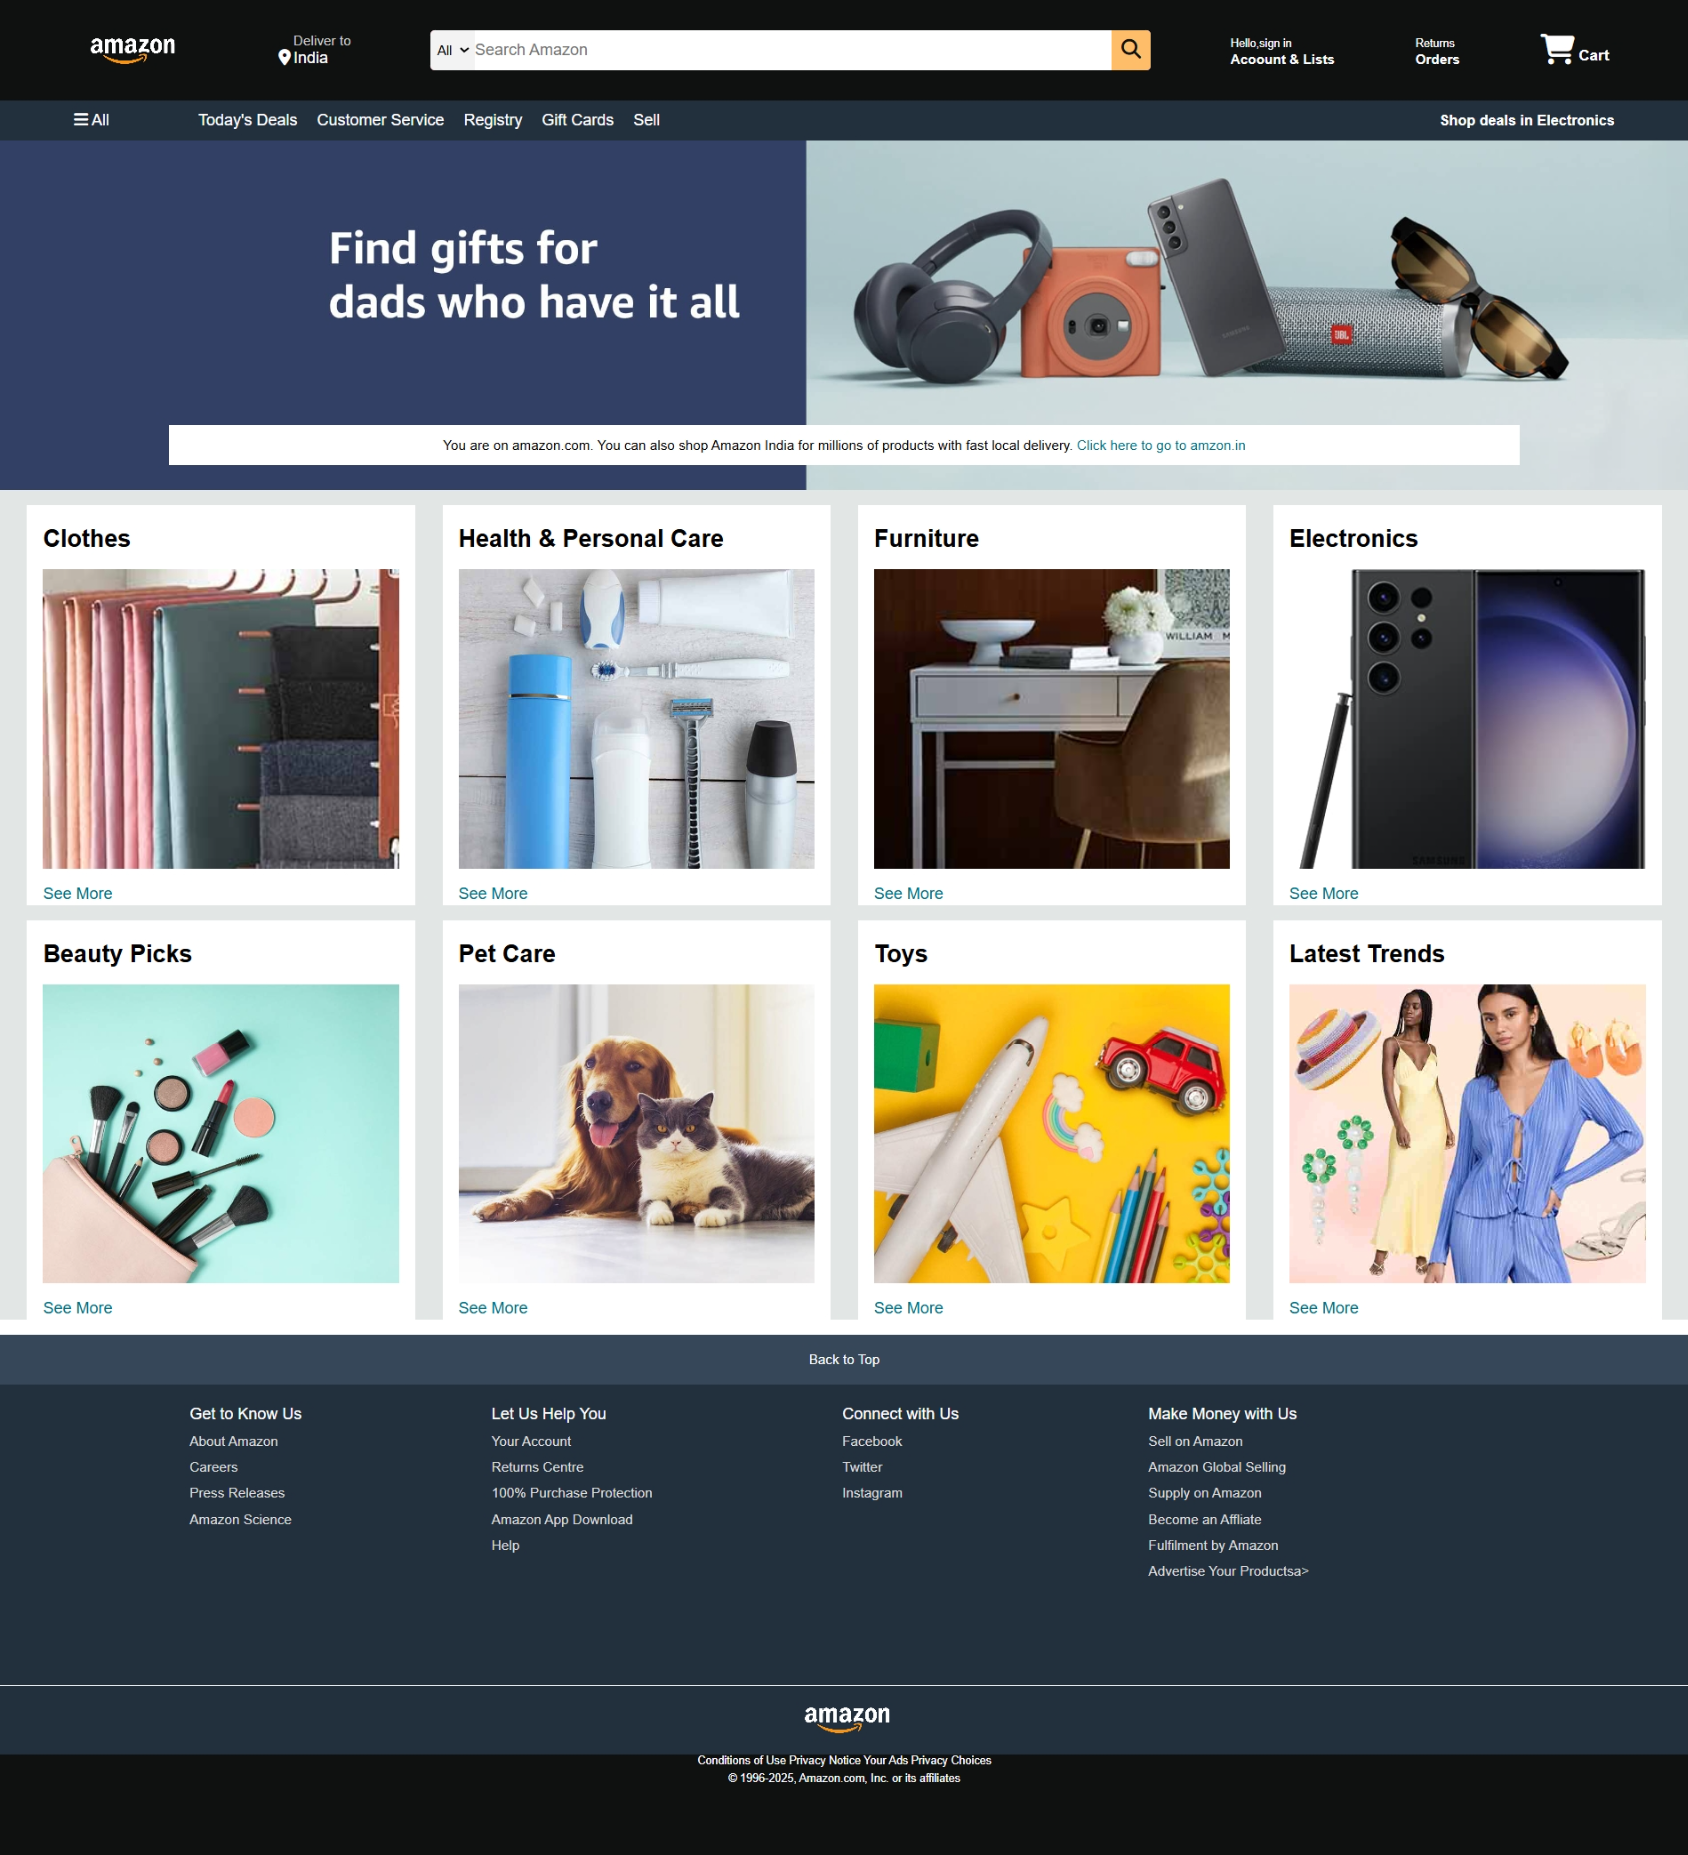 amazon
Deliver to
India
All
Search Amazon
Hello,sign in
Acoount & Lists
Returns
Orders
Cart
All
Today's Deals
Customer Service
Registry
Gift Cards
Sell
Shop deals in Electronics
Find gifts for
dads who have it all
SAMSUNG
JBL
You are on amazon.com. You can also shop Amazon India for millions of products with fast local delivery. Click here to go to amzon.in
Clothes
Health & Personal Care
Furniture
Electronics
WILLIAM M
SAMSUNG
See More
See More
See More
See More
Beauty Picks
Pet Care
Toys
Latest Trends
See More
See More
See More
See More
Back to Top
Get to Know Us
About Amazon
Careers
Press Releases
Amazon Science
Let Us Help You
Your Account
Returns Centre
100% Purchase Protection
Amazon App Download
Help
Connect with Us
Facebook
Twitter
Instagram
Make Money with Us
Sell on Amazon
Amazon Global Selling
Supply on Amazon
Become an Affliate
Fulfilment by Amazon
Advertise Your Productsa>
amazon
Conditions of Use Privacy Notice Your Ads Privacy Choices
© 1996-2025, Amazon.com, Inc. or its affiliates